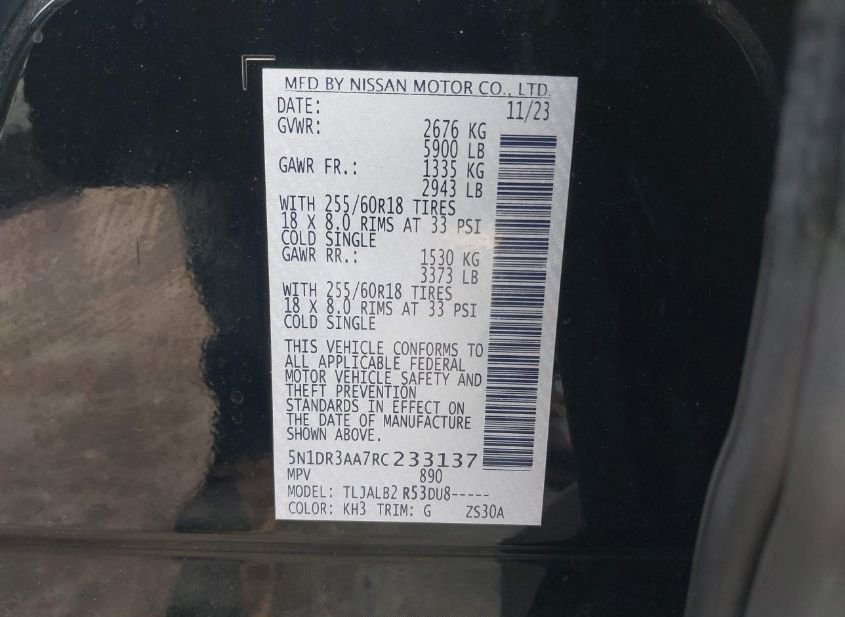 MFD BY NISSAN MOTOR CO., LTD.
DATE: 11/23
GVWR: 2676 KG
5900 LB
GAWR FR.: 1335 KG
2943 LB
WITH 255/60R18 TIRES
18 X 8.0 RIMS AT 33 PSI
COLD SINGLE
GAWR RR.: 1530 KG
3373 LB
WITH 255/60R18 TIRES
18 X 8.0 RIMS AT 33 PSI
COLD SINGLE
THIS VEHICLE CONFORMS TO
ALL APPLICABLE FEDERAL
MOTOR VEHICLE SAFETY AND
THEFT PREVENTION
STANDARDS IN EFFECT ON
THE DATE OF MANUFACTURE
SHOWN ABOVE.
5N1DR3AA7RC233137
MPV 890
MODEL: TLJALB2 R53DU8-----
COLOR: KH3 TRIM: G ZS30A